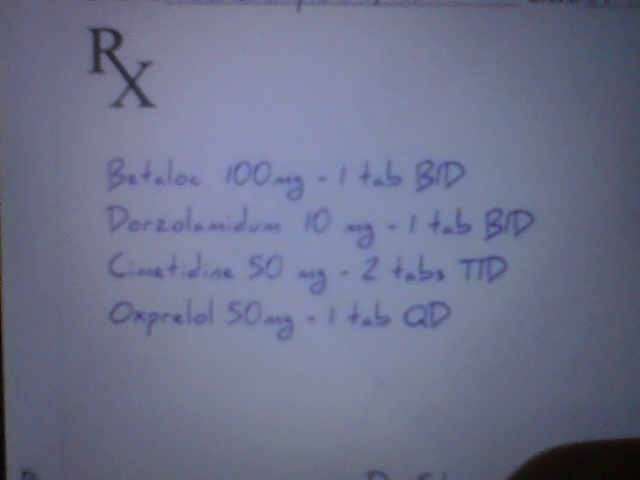 Rx
Betaloc 100mg - 1 tab BID
Dorzolamidum 10 mg - 1 tab BID
Cimetidine 50 mg - 2 tabs TID
Oxprelol 50mg - 1 tab QD